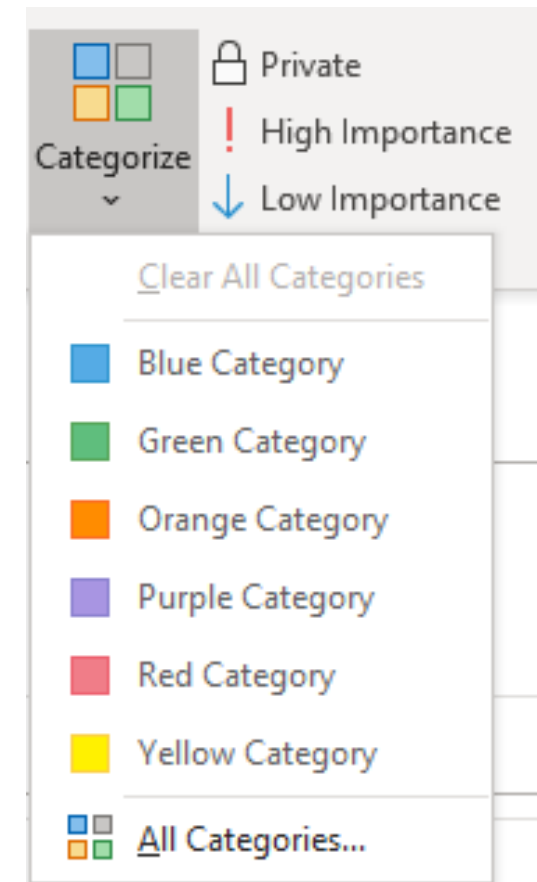 Categorize
Private
High Importance
Low Importance
Clear All Categories
Blue Category
Green Category
Orange Category
Purple Category
Red Category
Yellow Category
All Categories...